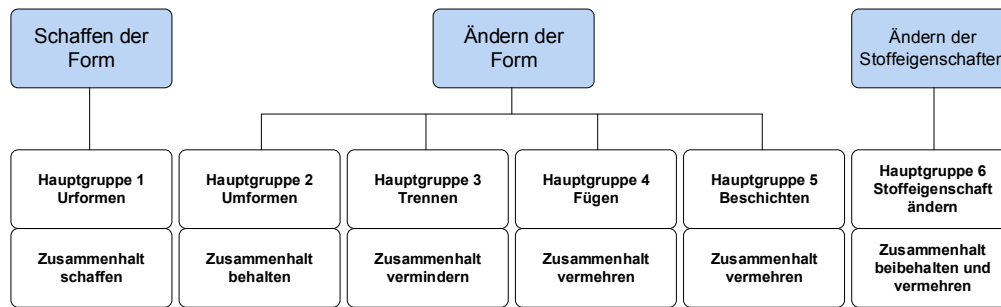 Schaffen der
Form
Ändern der
Form
Ändern der
Stoffeigenschaften
Hauptgruppe 1
Urformen
Hauptgruppe 2
Umformen
Hauptgruppe 3
Trennen
Hauptgruppe 4
Fügen
Hauptgruppe 5
Beschichten
Hauptgruppe 6
Stoffeigenschaft
ändern
Zusammenhalt
schaffen
Zusammenhalt
behalten
Zusammenhalt
vermindern
Zusammenhalt
vermehren
Zusammenhalt
vermehren
Zusammenhalt
beibehalten und
vermehren